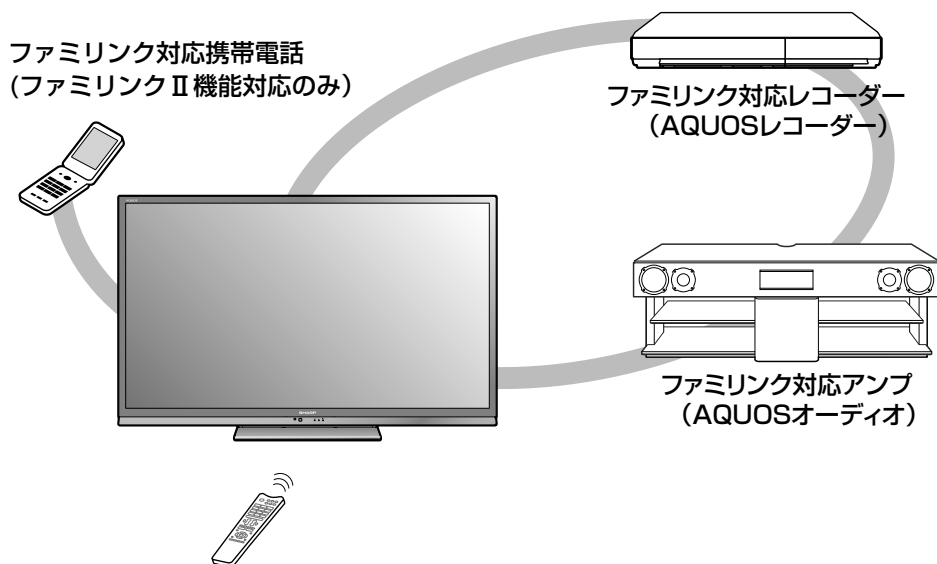 ファミリンク対応携帯電話
(ファミリンクⅡ機能対応のみ)
ファミリンク対応レコーダー
(AQUOSレコーダー)
ファミリンク対応アンプ
(AQUOSオーディオ)
SHARP